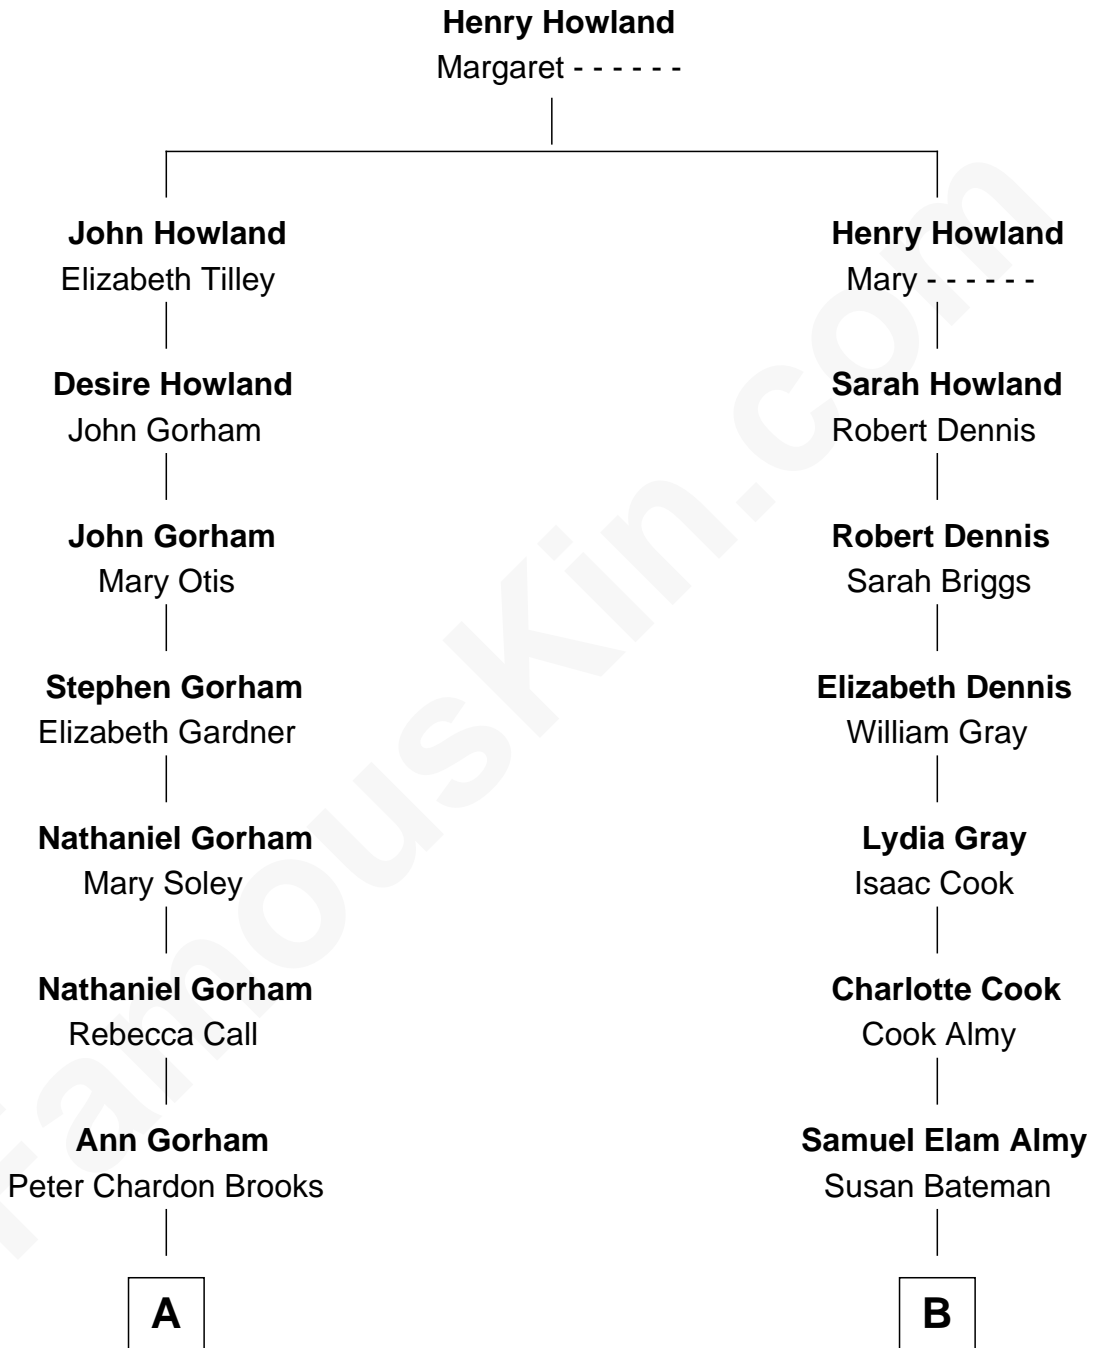 Henry Howland
Margaret - - - - - -
John Howland
Elizabeth Tilley
Henry Howland
Mary - - - - - -
Desire Howland
John Gorham
Sarah Howland
Robert Dennis
John Gorham
Mary Otis
Robert Dennis
Sarah Briggs
Stephen Gorham
Elizabeth Gardner
Elizabeth Dennis
William Gray
Nathaniel Gorham
Mary Soley
Lydia Gray
Isaac Cook
Nathaniel Gorham
Rebecca Call
Charlotte Cook
Cook Almy
Ann Gorham
Peter Chardon Brooks
Samuel Elam Almy
Susan Bateman
A
B
FamousKin.com